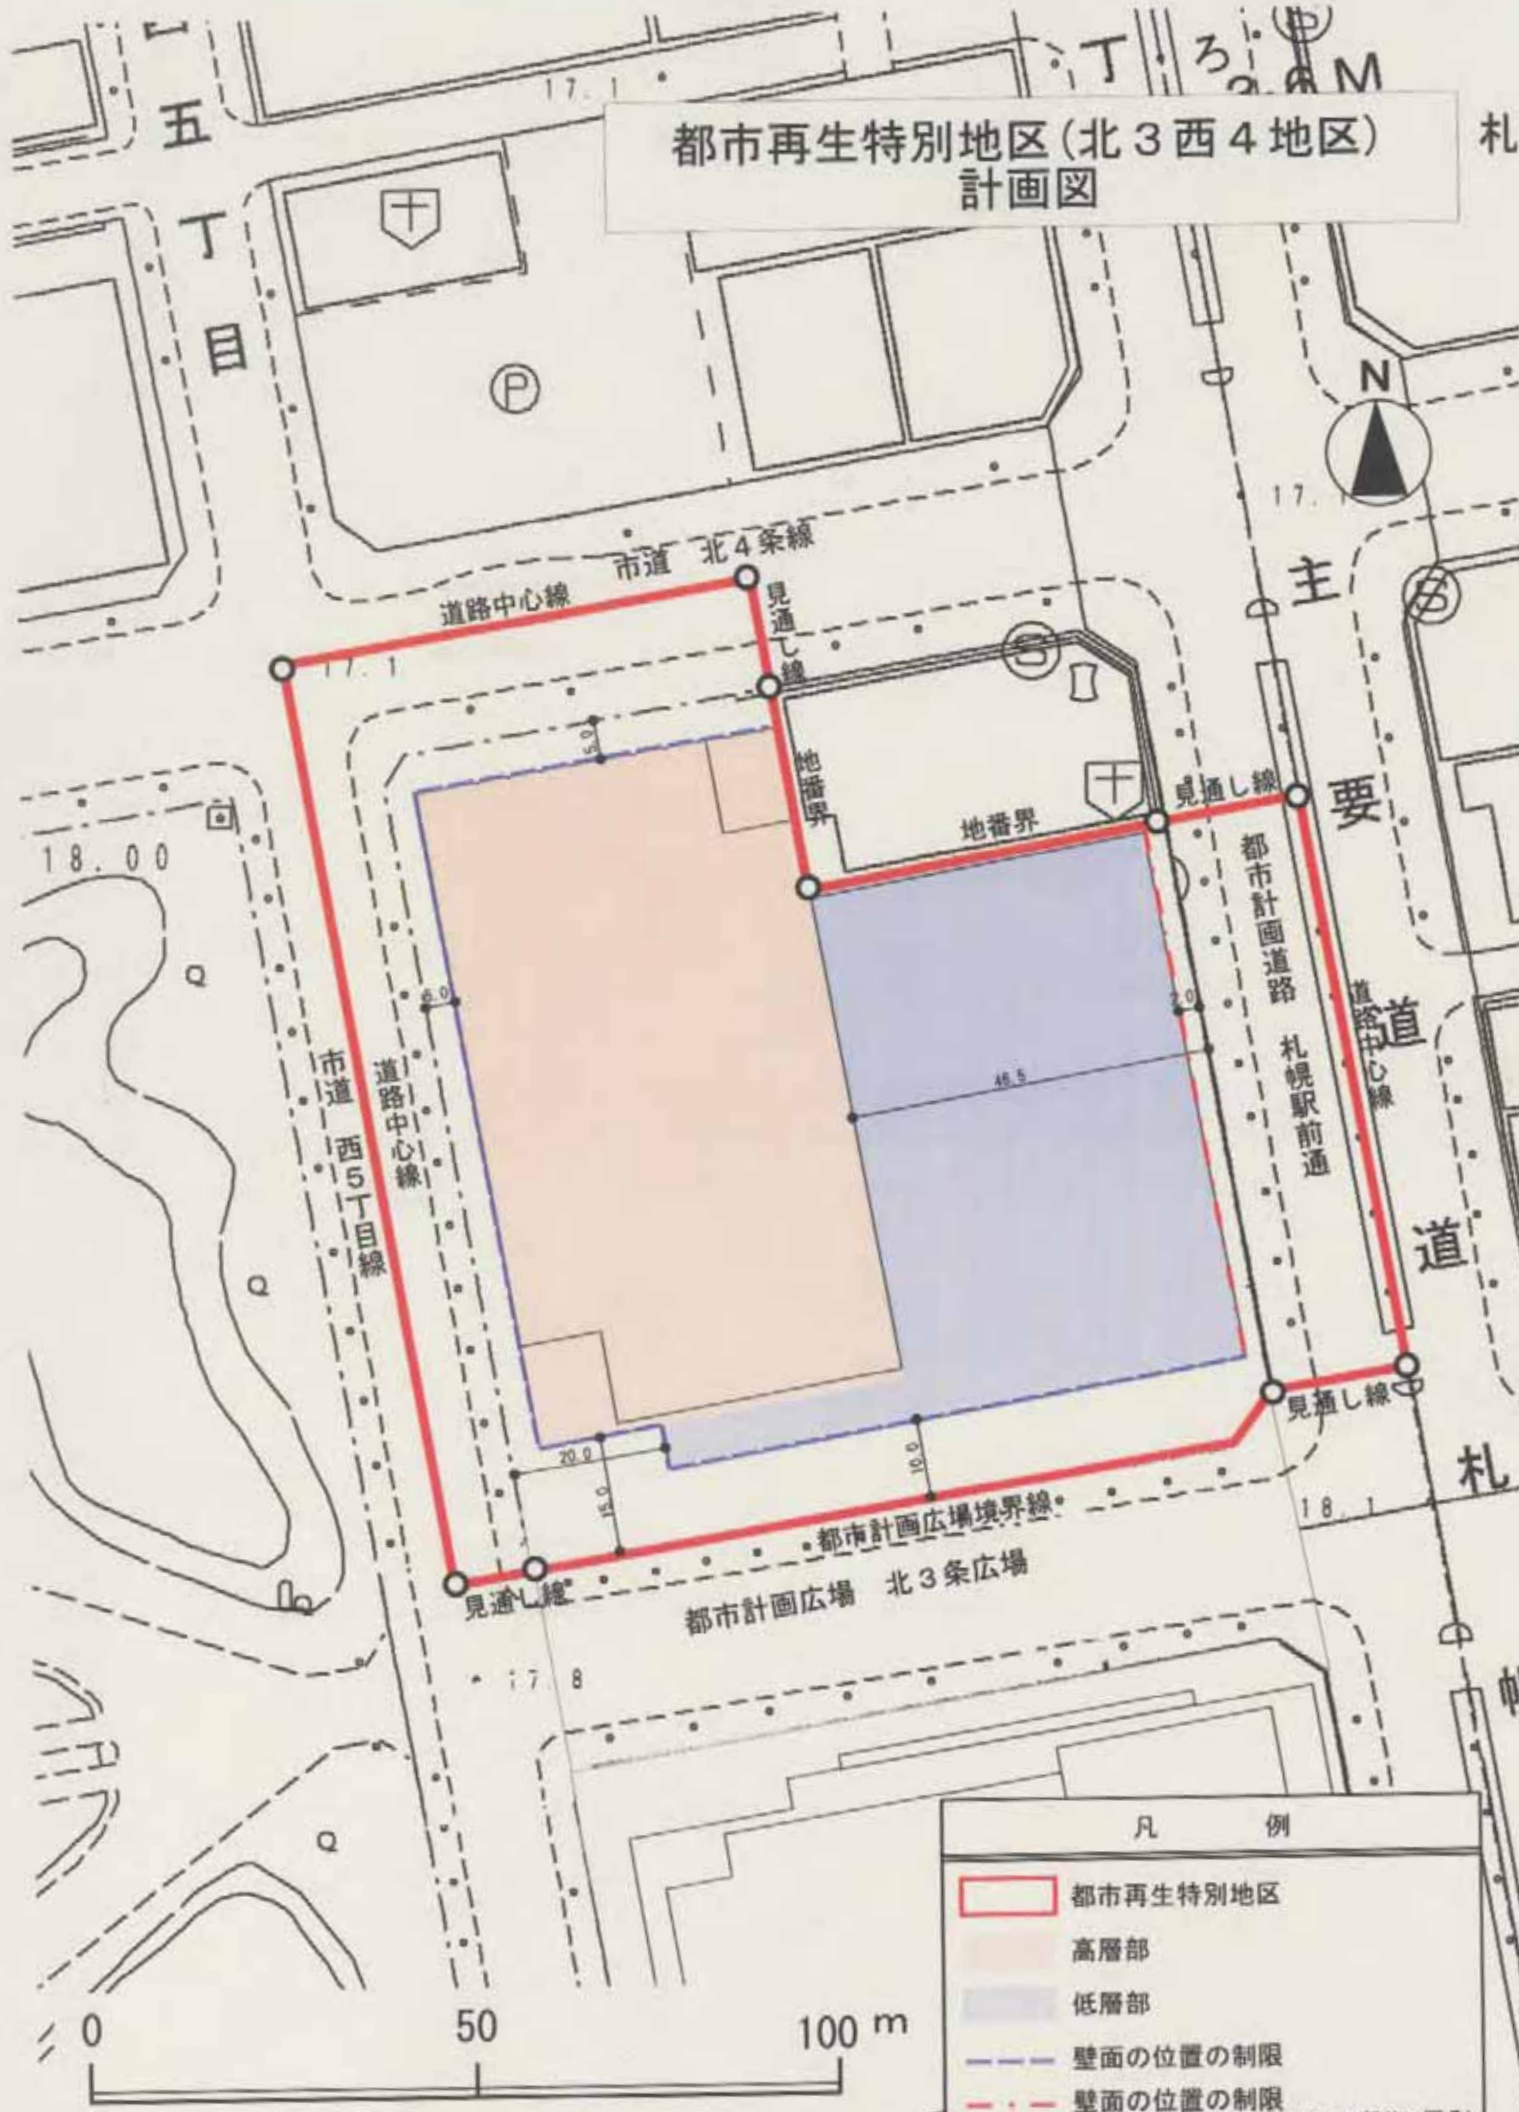 五丁目
17.1
丁
ろ
M
札
都市再生特別地区(北3西4地区)
計画図
P
N
17.1
主要道道
市道 北4条線
道路中心線
見通し線
17.1
5.0
地番界
地番界
見通し線
18.00
都市計画道路 札幌駅前通
道路中心線
市道 西5丁目線
道路中心線
5.0
2.0
46.5
見通し線
札
20.0
15.0
10.0
18.1
都市計画広場境界線
都市計画広場 北3条広場
見通し線
17.8
凡例
都市再生特別地区
高層部
低層部
壁面の位置の制限
壁面の位置の制限
0 50 100 m